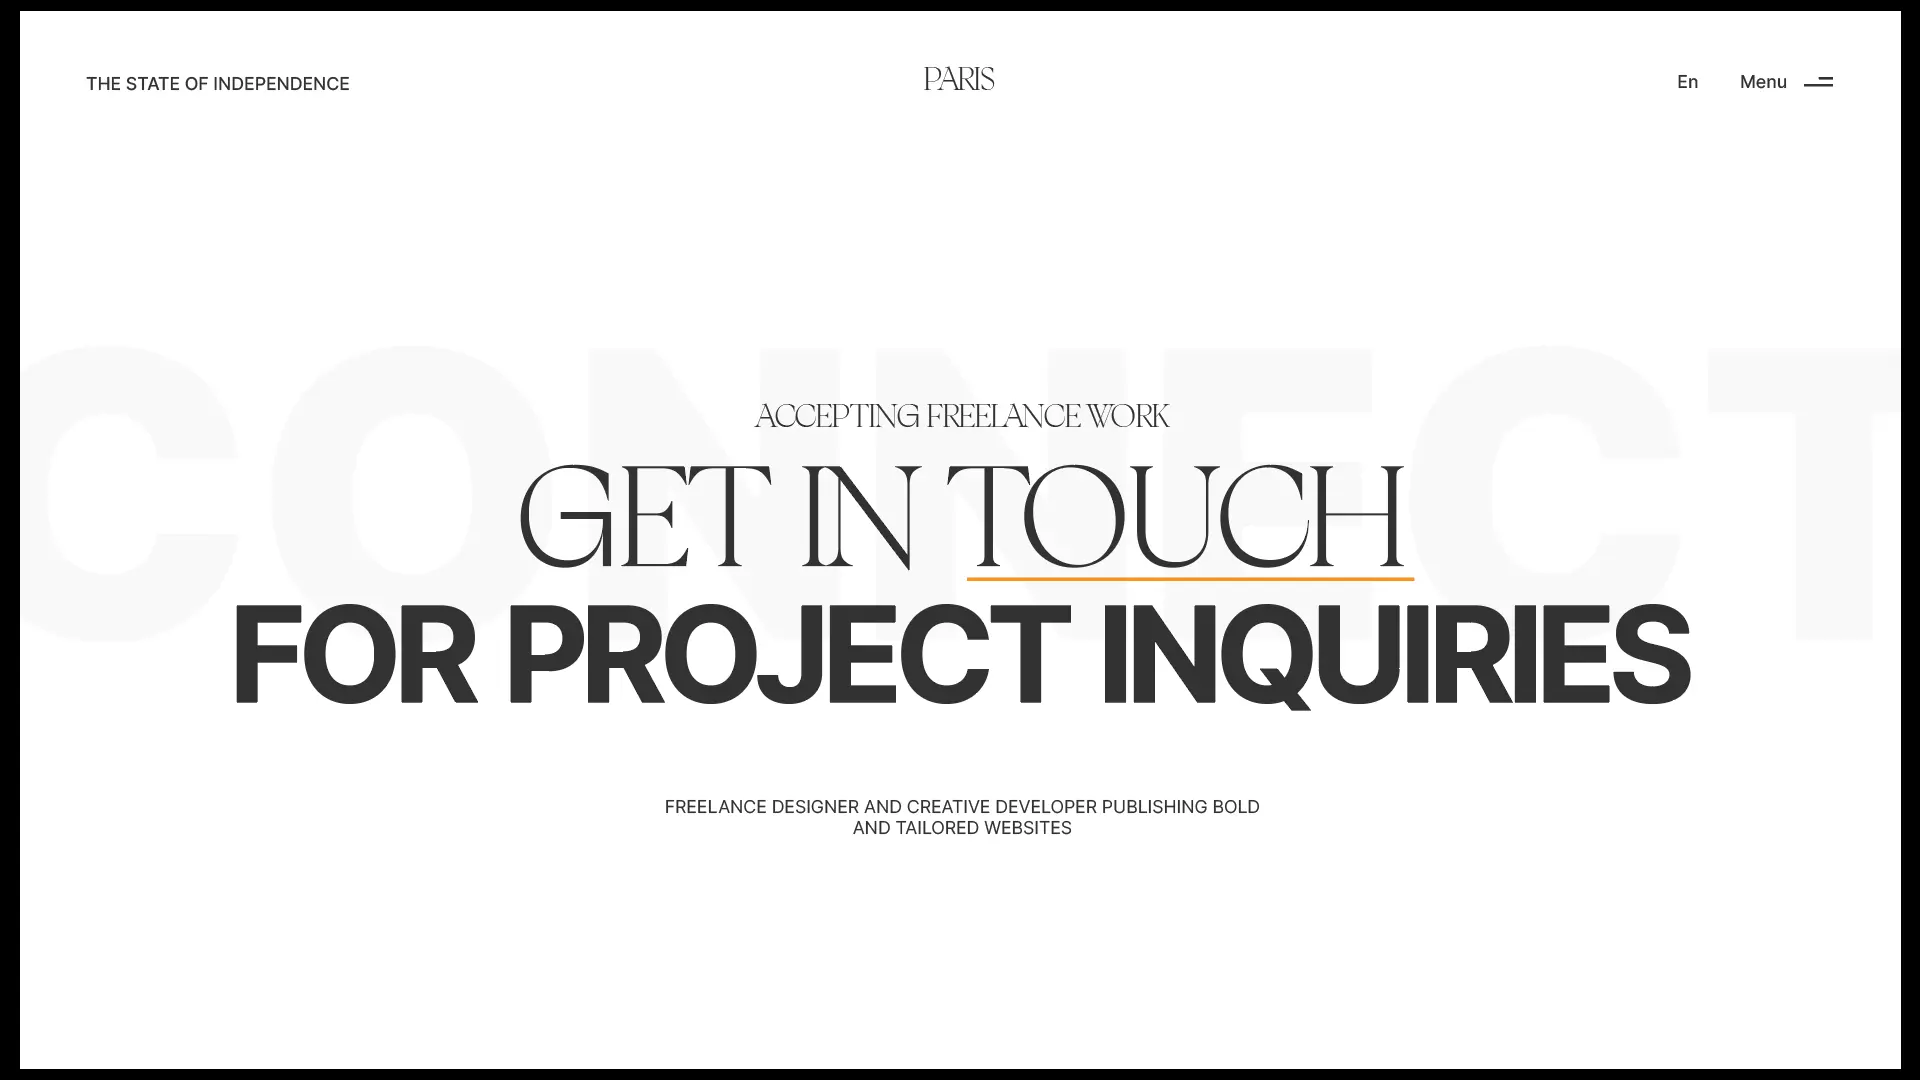 THE STATE OF INDEPENDENCE
PARIS
En
Menu
CONNECT
ACCEPTING FREELANCE WORK
GET IN TOUCH
FOR PROJECT INQUIRIES
FREELANCE DESIGNER AND CREATIVE DEVELOPER PUBLISHING BOLD
AND TAILORED WEBSITES